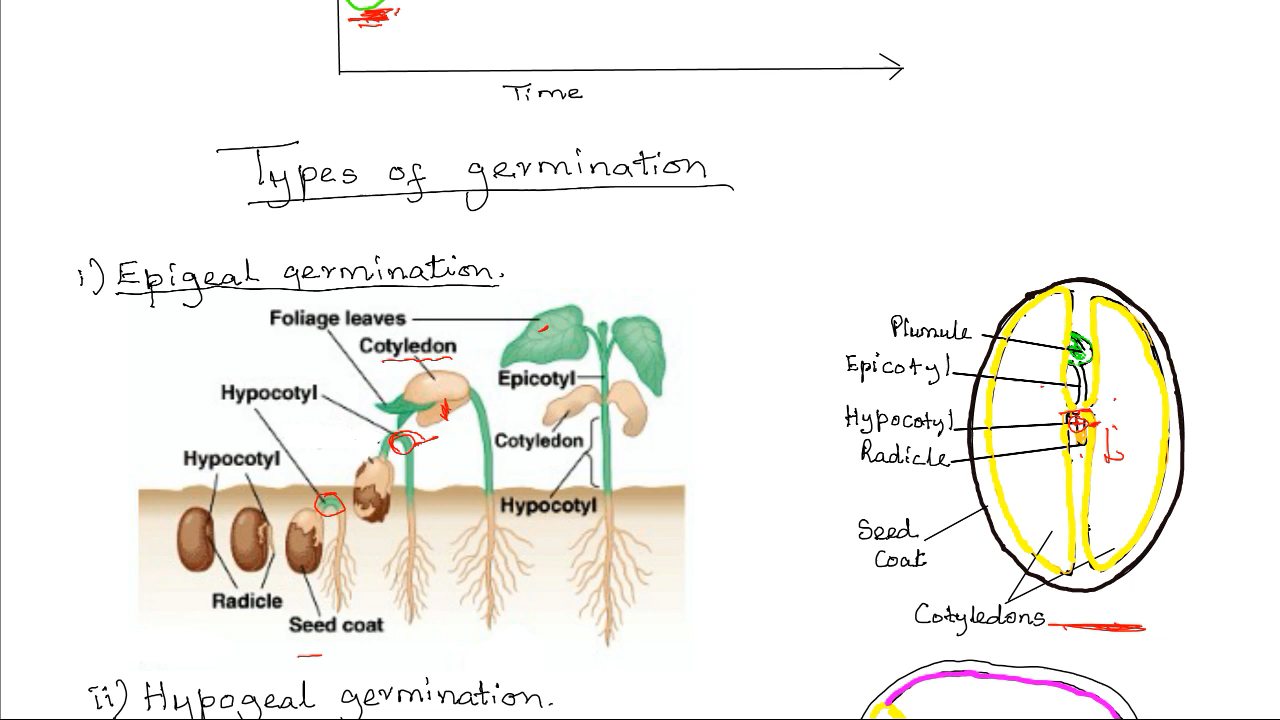 Time
Types of germination
i) Epigeal germination.
Foliage leaves
Cotyledon
Hypocotyl
Epicotyl
Cotyledon
Hypocotyl
Hypocotyl
Radicle
Seed coat
Plumule
Epicotyl
Hypocotyl
Radicle
Seed
Coat
Cotyledons
ii) Hypogeal germination.